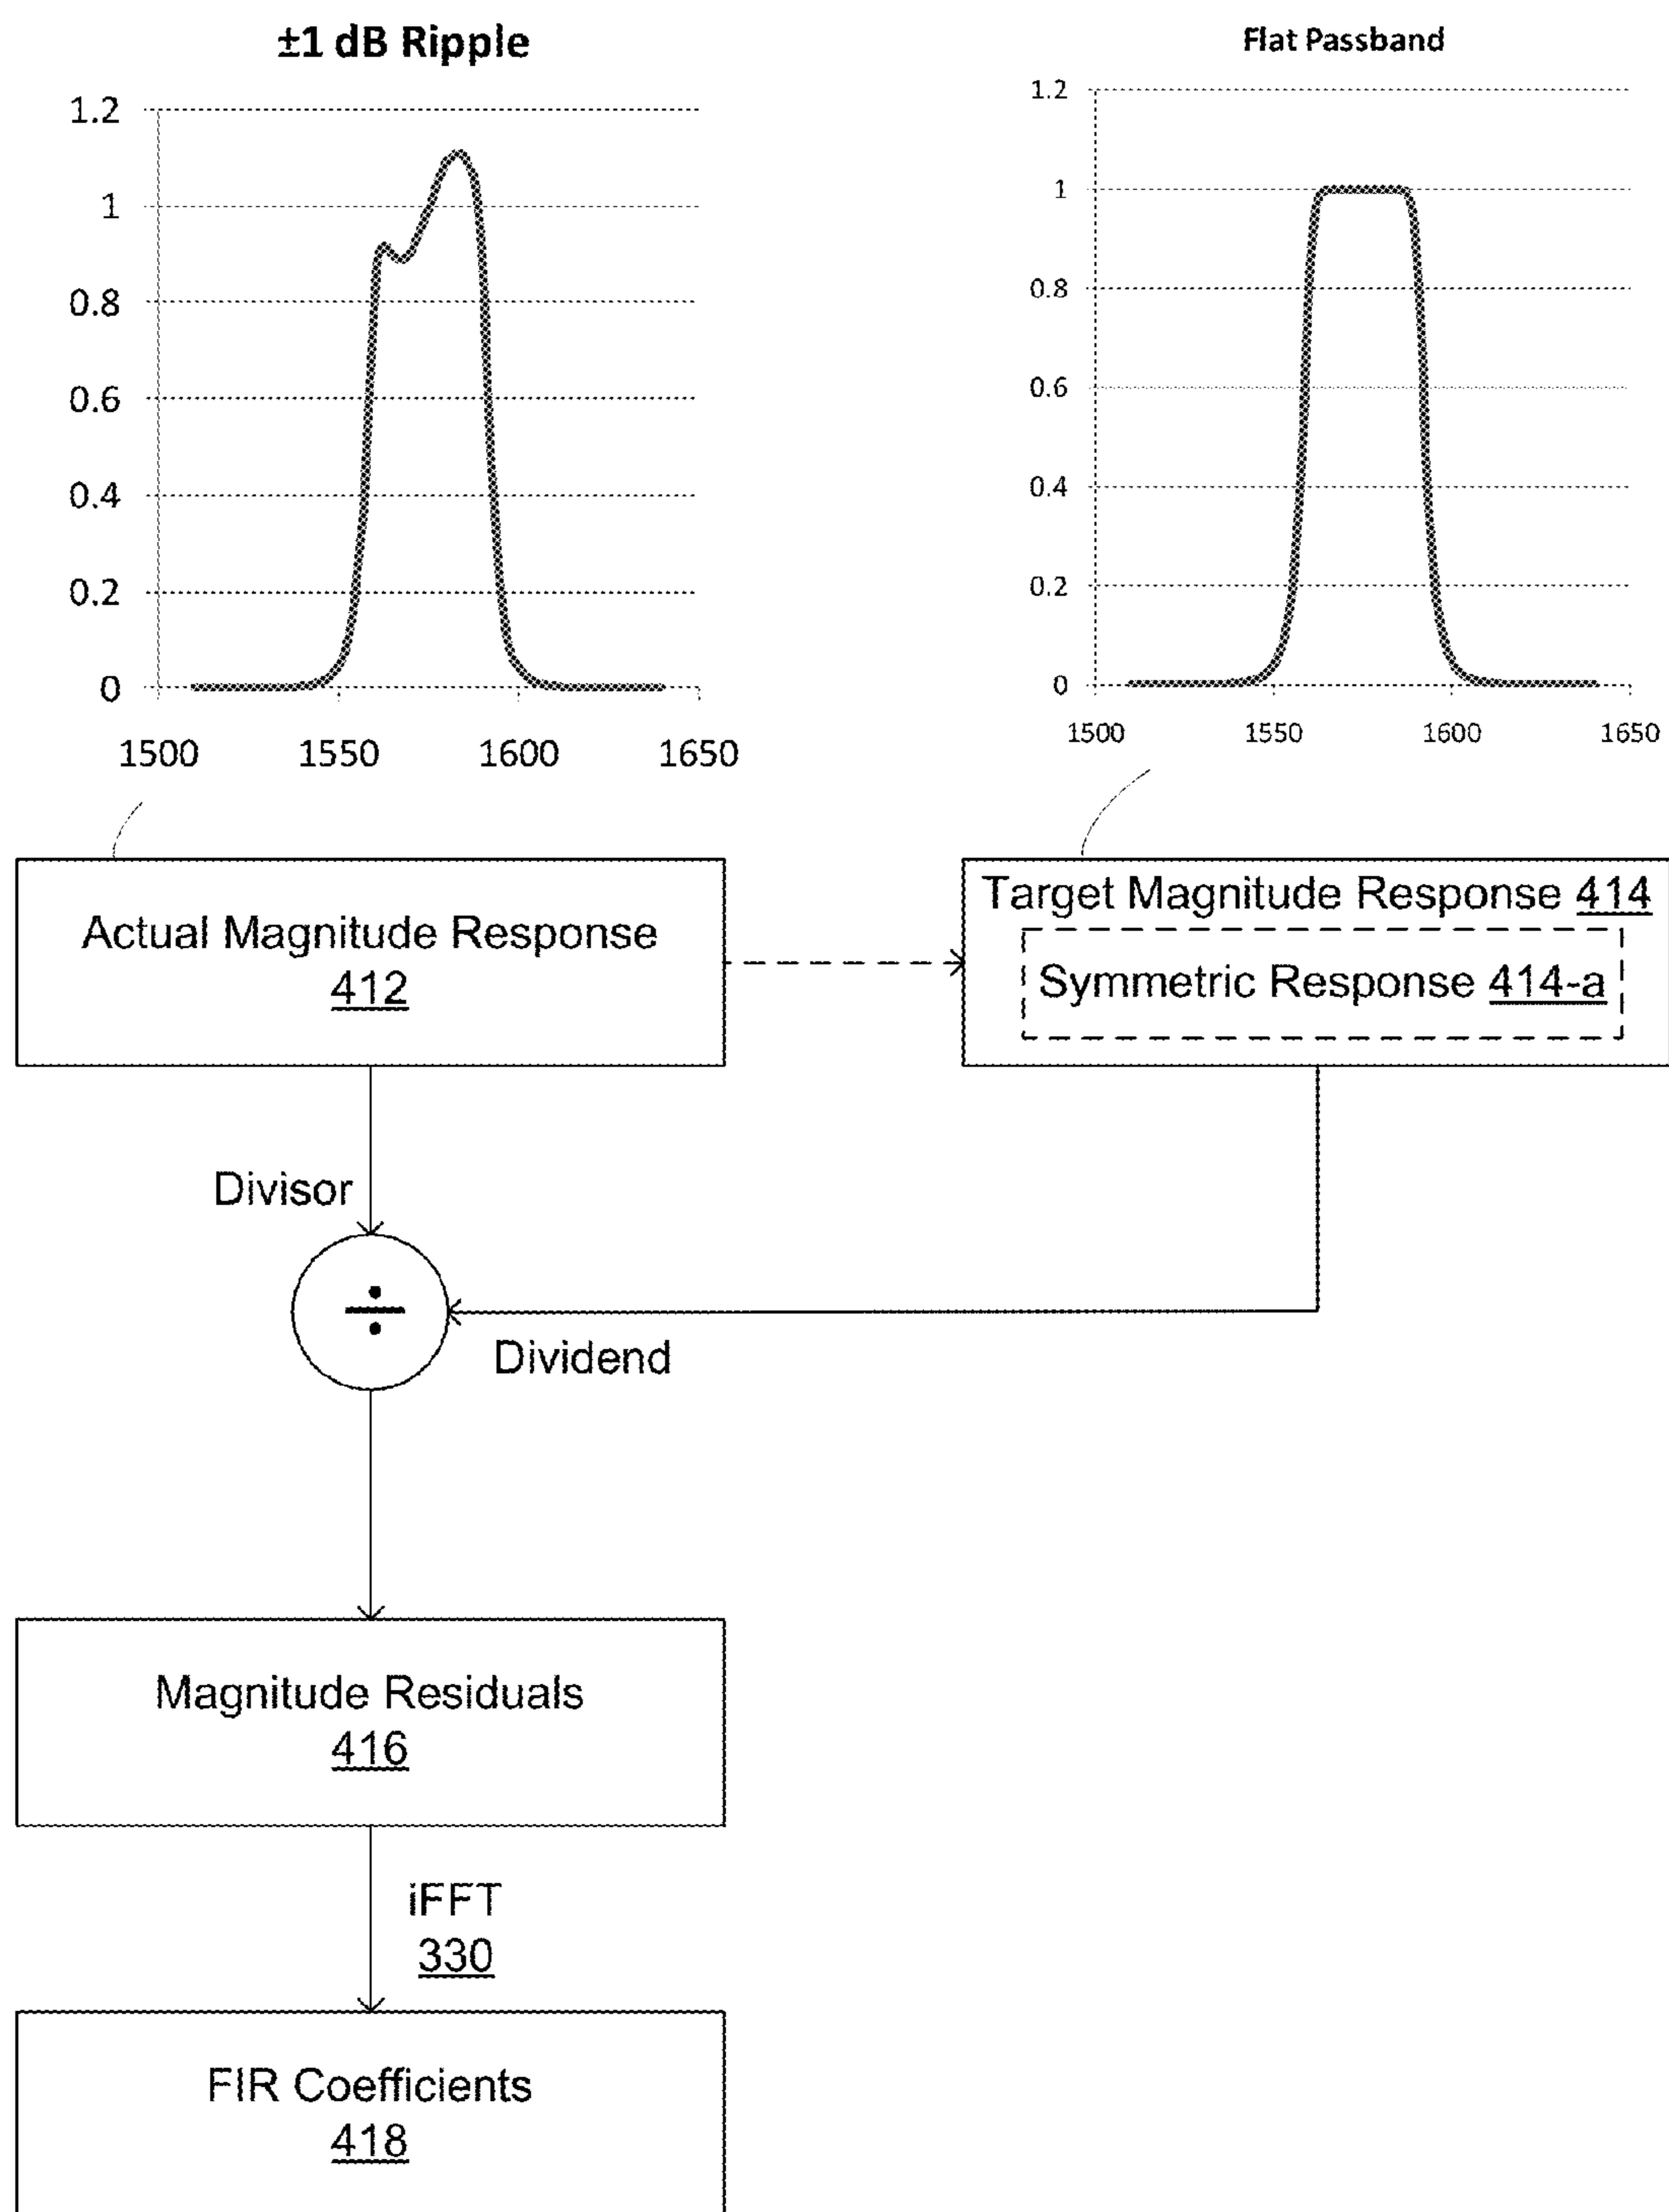 ±1 dB Ripple
1.2
1
0.8
0.6
0.4
0.2
0
1500 1550 1600 1650
Flat Passband
1.2
1
0.8
0.6
0.4
0.2
0
1500 1550 1600 1650
Actual Magnitude Response
412
Target Magnitude Response 414
Symmetric Response 414-a
Divisor
÷
Dividend
Magnitude Residuals
416
iFFT
330
FIR Coefficients
418